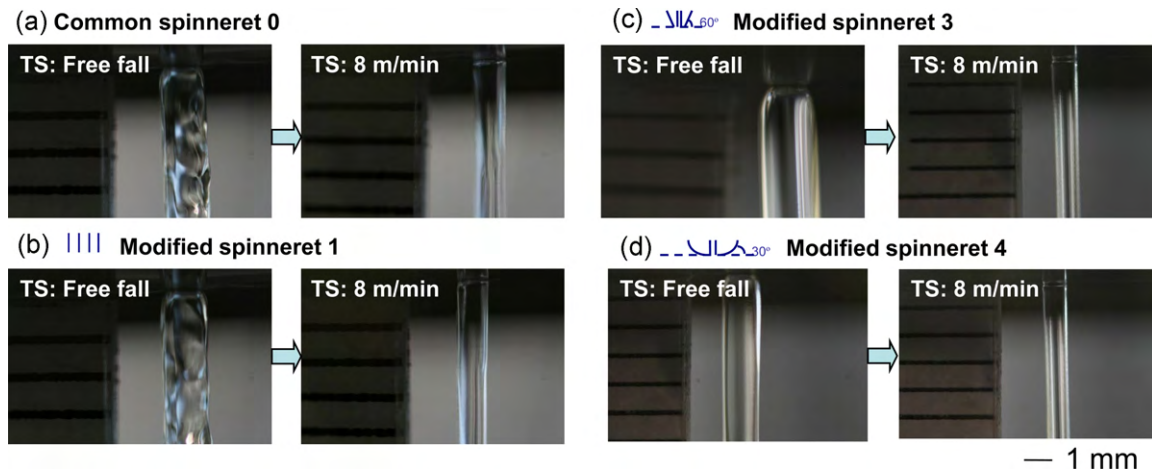 (a) Common spinneret 0
TS: Free fall
TS: 8 m/min
(b) Modified spinneret 1
TS: Free fall
TS: 8 m/min
(c) 60° Modified spinneret 3
TS: Free fall
TS: 8 m/min
(d) 30° Modified spinneret 4
TS: Free fall
TS: 8 m/min
1 mm